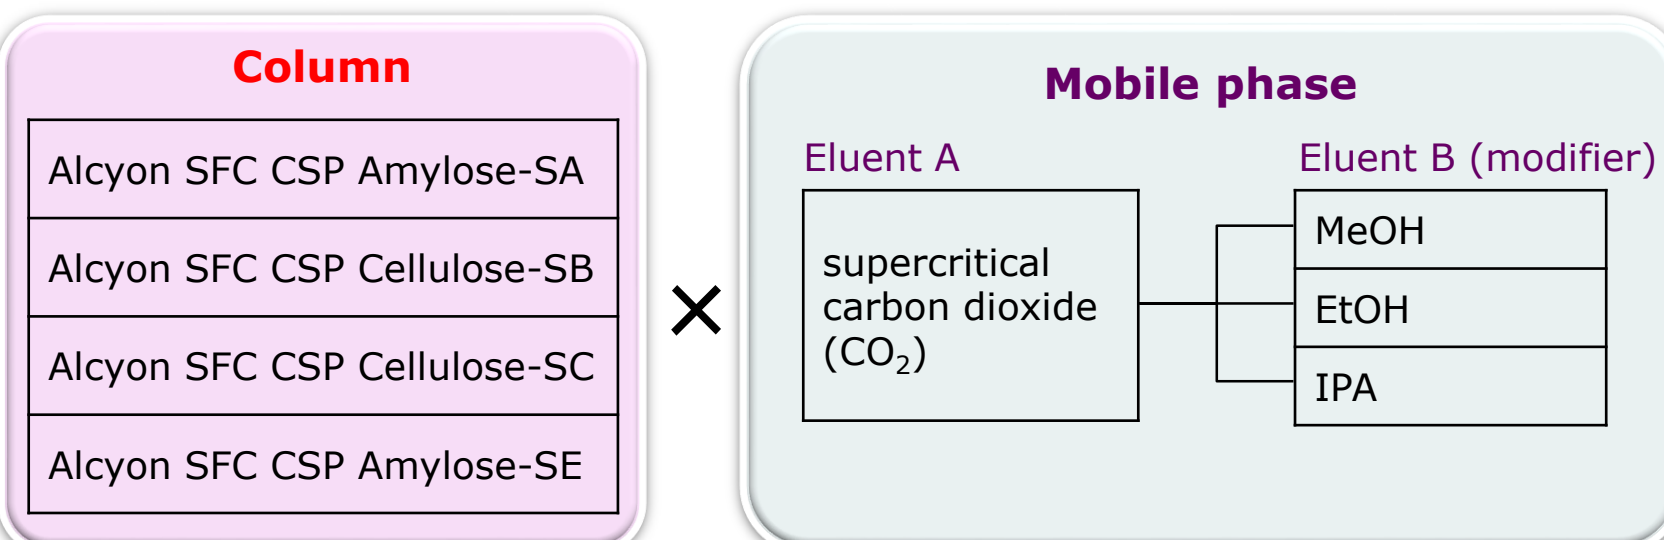 Column
Alcyon SFC CSP Amylose-SA
Alcyon SFC CSP Cellulose-SB
Alcyon SFC CSP Cellulose-SC
Alcyon SFC CSP Amylose-SE
×
Mobile phase
Eluent A
supercritical
carbon dioxide
(CO₂)
Eluent B (modifier)
MeOH
EtOH
IPA